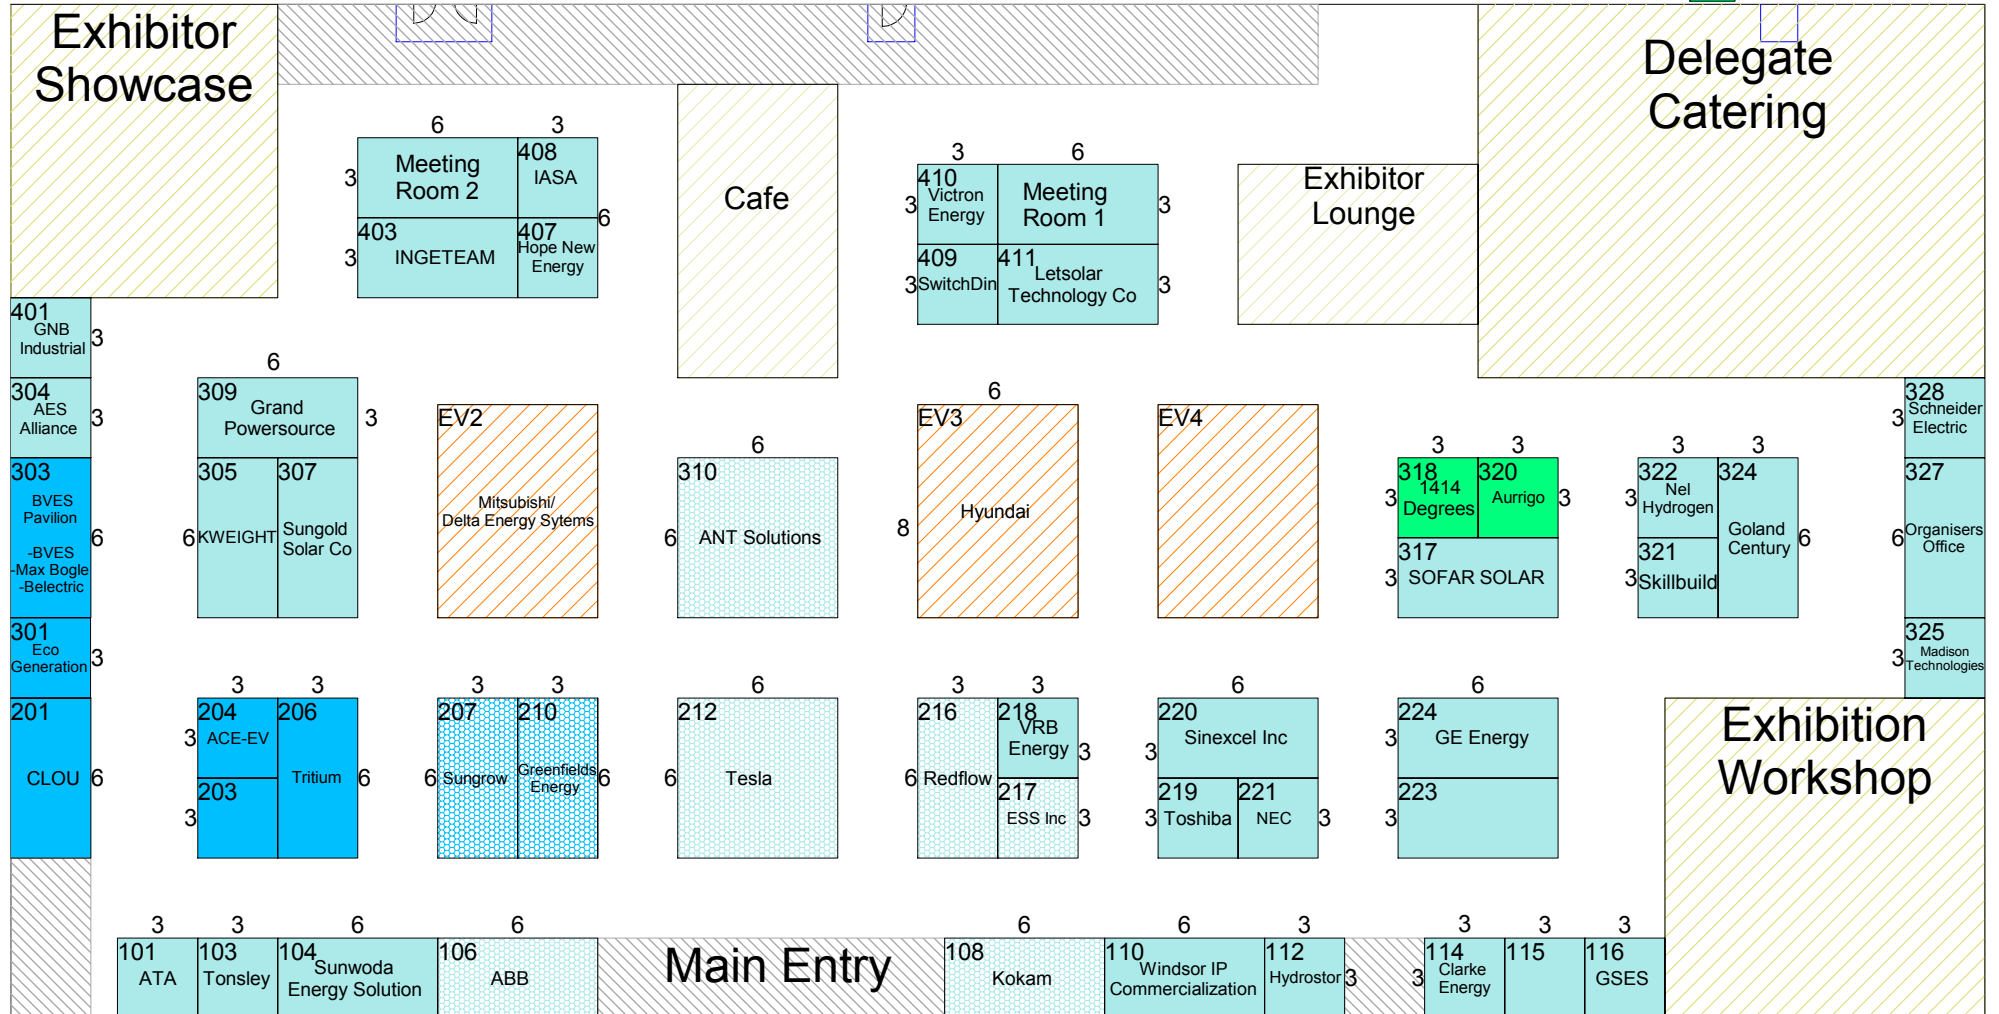 Exhibitor
Showcase
Delegate
Catering
6
3
3
Meeting
Room 2
408
IASA
6
3
403
INGETEAM
407
Hope New
Energy
Cafe
3
6
3
410
Victron
Energy
Meeting
Room 1
3
3
409
SwitchDin
411
Letsolar
Technology Co
3
Exhibitor
Lounge
401
GNB
Industrial
3
304
AES
Alliance
3
303
BVES
Pavilion
-BVES
-Max Bogle
-Belectric
6
301
Eco
Generation
3
201
CLOU
6
6
309
Grand
Powersource
3
6
305
KWEIGHT
307
Sungold
Solar Co
EV2
Mitsubishi/
Delta Energy Sytems
6
310
6
ANT Solutions
6
EV3
8
Hyundai
EV4
3
3
3
318
1414
Degrees
320
Aurrigo
3
3
317
SOFAR SOLAR
3
3
3
322
Nel
Hydrogen
324
Goland
Century
6
3
321
Skillbuild
3
328
Schneider
Electric
327
6
Organisers
Office
325
3
Madison
Technologies
3
3
3
204
ACE-EV
206
Tritium
6
3
203
3
3
207
6
Sungrow
210
Greenfields
Energy
6
6
212
6
Tesla
3
3
216
6
Redflow
218
VRB
Energy
3
217
ESS Inc
3
6
220
3
Sinexcel Inc
219
3
Toshiba
221
NEC
3
6
224
3
GE Energy
223
3
Exhibition
Workshop
3
3
6
6
101
ATA
103
Tonsley
104
Sunwoda
Energy Solution
106
ABB
Main Entry
6
6
3
108
Kokam
110
Windsor IP
Commercialization
112
Hydrostor
3
3
3
3
3
114
Clarke
Energy
115
116
GSES